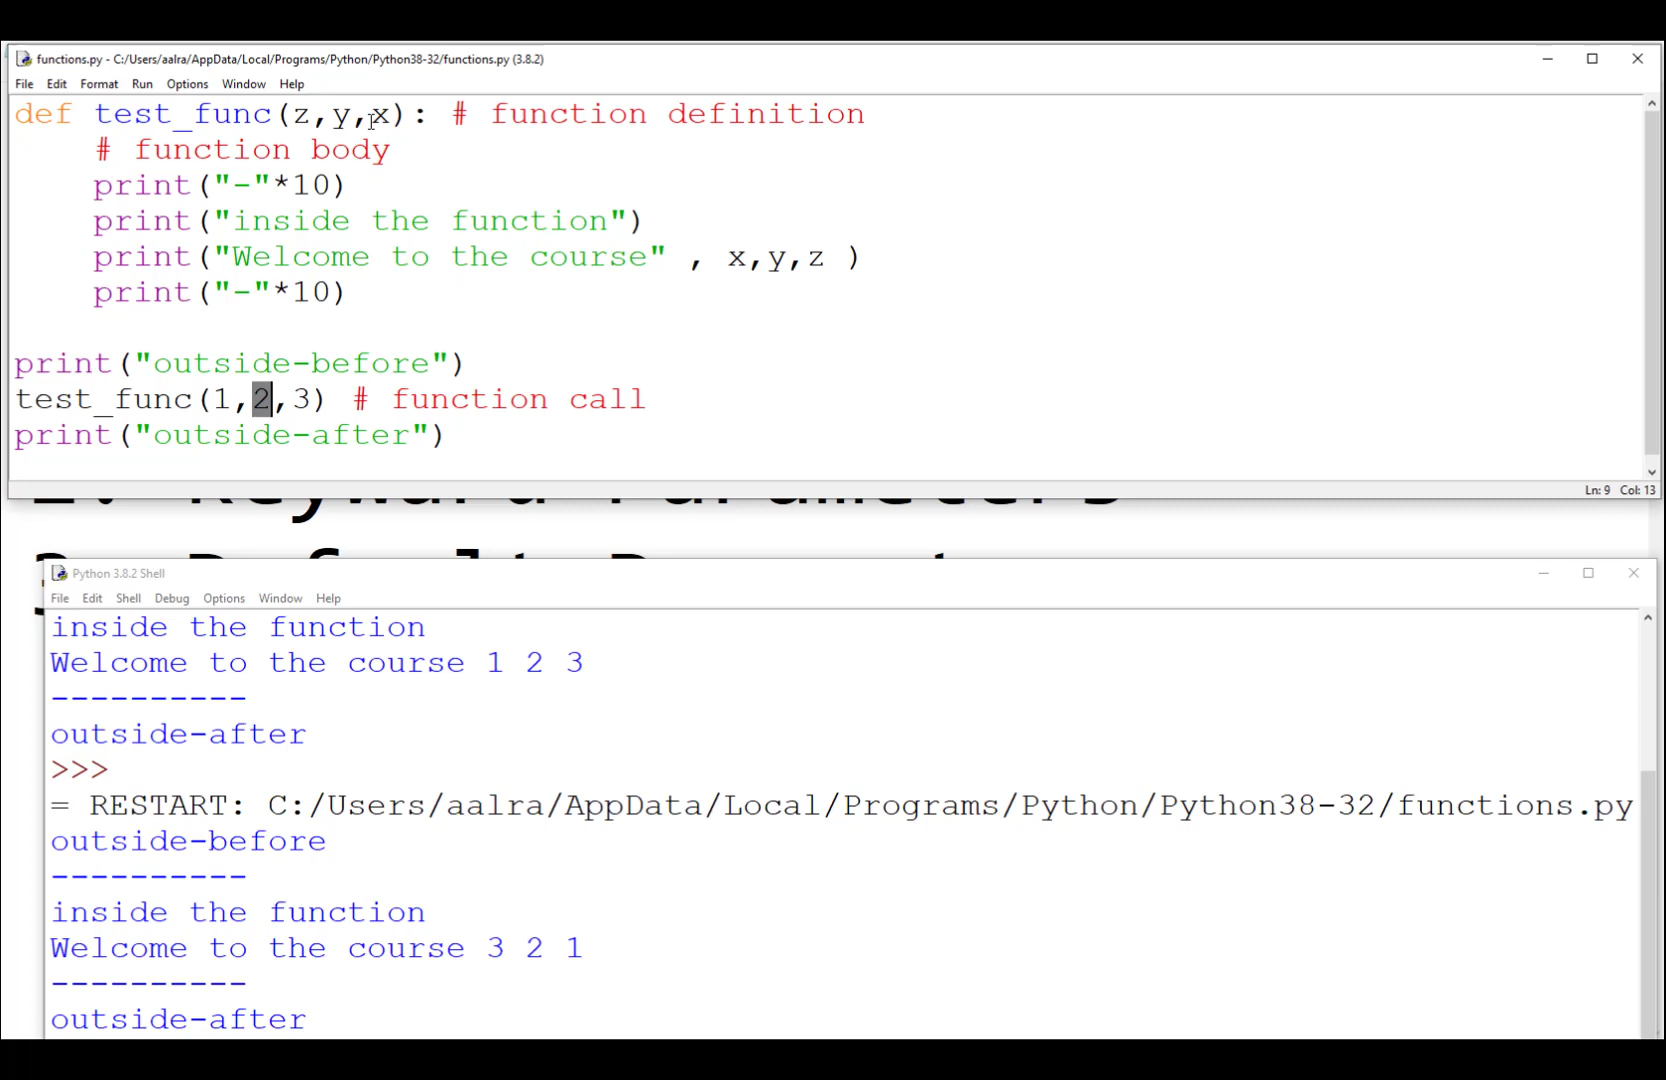 functions.py - C:/Users/aalra/AppData/Local/Programs/Python/Python38-32/functions.py (3.8.2)
File Edit Format Run Options Window Help
def test_func(z,y,x): # function definition
    # function body
    print("-"*10)
    print("inside the function")
    print("Welcome to the course" , x,y,z )
    print("-"*10)
print("outside-before")
test_func(1,2,3) # function call
print("outside-after")
Ln: 9 Col: 13
Python 3.8.2 Shell
File Edit Shell Debug Options Window Help
inside the function
Welcome to the course 1 2 3
----------
outside-after
>>>
= RESTART: C:/Users/aalra/AppData/Local/Programs/Python/Python38-32/functions.py
outside-before
----------
inside the function
Welcome to the course 3 2 1
----------
outside-after